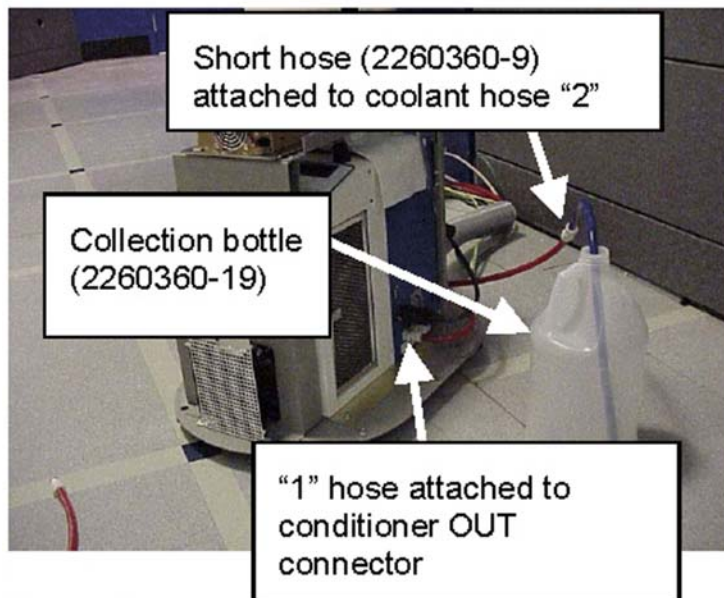 Short hose (2260360-9)
attached to coolant hose “2”
Collection bottle
(2260360-19)
“1” hose attached to
conditioner OUT
connector